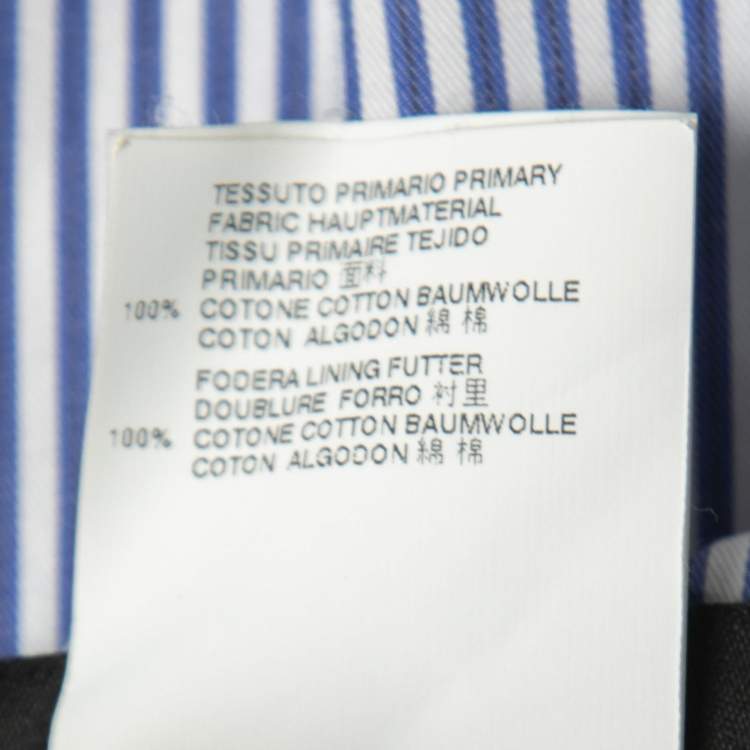 TESSUTO PRIMARIO PRIMARY
FABRIC HAUPTMATERIAL
TISSU PRIMAIRE TEJIDO
PRIMARIO 面料
100% COTONE COTTON BAUMWOLLE
COTON ALGODON 綿 棉
FODERA LINING FUTTER
DOUBLURE FORRO 衬里
100% COTONE COTTON BAUMWOLLE
COTON ALGODON 綿 棉